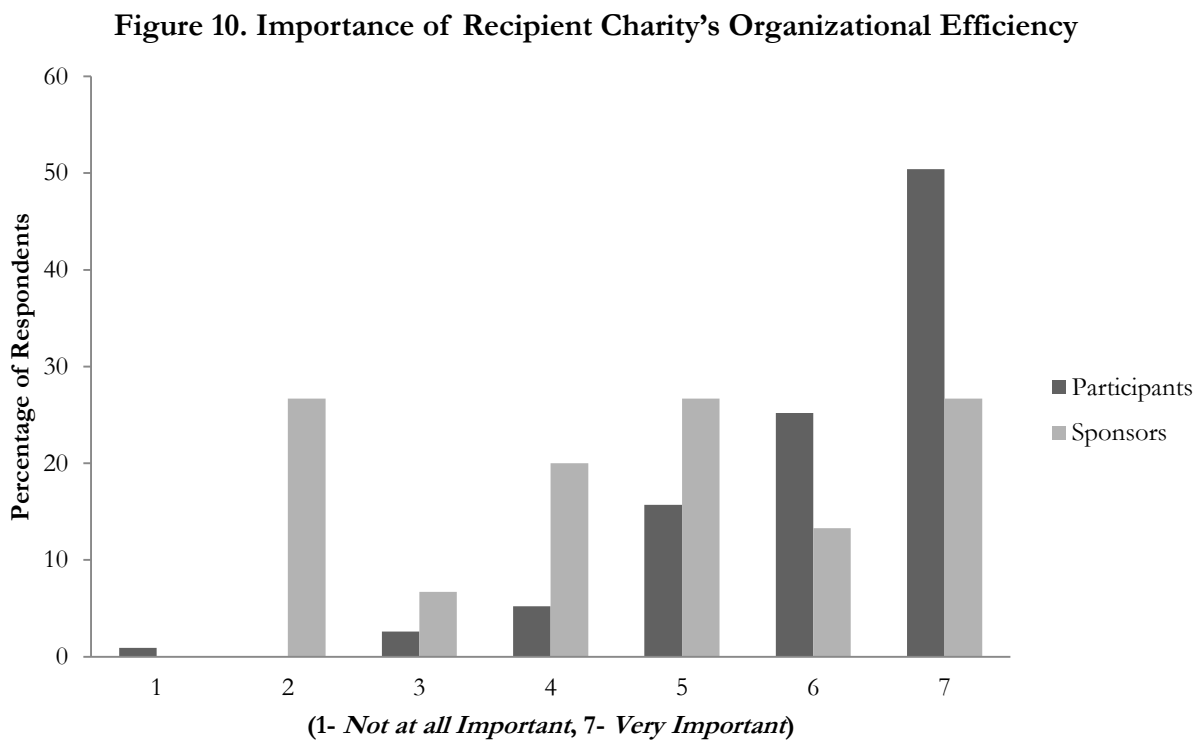 Figure 10. Importance of Recipient Charity's Organizational Efficiency
60
50
40
30
20
10
0
Percentage of Respondents
1 2 3 4 5 6 7
(1- Not at all Important, 7- Very Important)
Participants
Sponsors